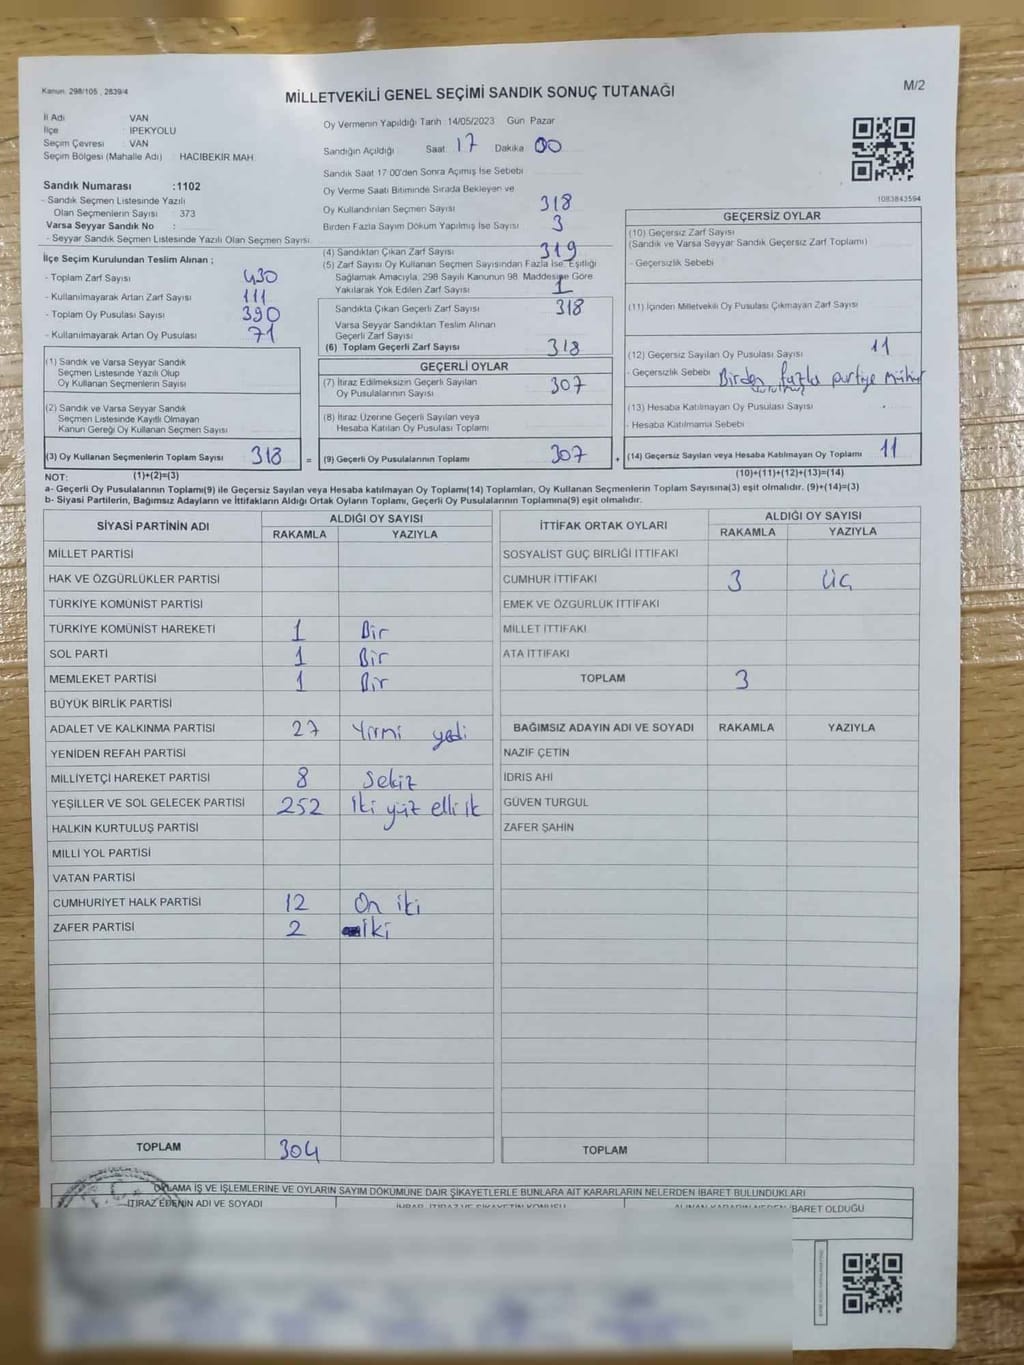 Kanun. 298/105 , 2839/4
MİLLETVEKİLİ GENEL SEÇİMİ SANDIK SONUÇ TUTANAĞI
M/2
İl Adı VAN
İlçe İPEKYOLU
Seçim Çevresi VAN
Seçim Bölgesi (Mahalle Adı) HACIBEKİR MAH
Sandık Numarası :1102
- Sandık Seçmen Listesinde Yazılı
Olan Seçmenlerin Sayısı : 373
Varsa Seyyar Sandık No :
- Seyyar Sandık Seçmen Listesinde Yazılı Olan Seçmen Sayısı
İlçe Seçim Kurulundan Teslim Alınan ;
- Toplam Zarf Sayısı 430
- Kullanılmayarak Artan Zarf Sayısı 111
- Toplam Oy Pusulası Sayısı 390
- Kullanılmayarak Artan Oy Pusulası 71
(1) Sandık ve Varsa Seyyar Sandık
Seçmen Listesinde Yazılı Olup
Oy Kullanan Seçmenlerin Sayısı
(2) Sandık ve Varsa Seyyar Sandık
Seçmen Listesinde Kayıtlı Olmayan
Kanun Gereği Oy Kullanan Seçmen Sayısı
(3) Oy Kullanan Seçmenlerin Toplam Sayısı 318 =
NOT: (1)+(2)=(3)
Oy Vermenin Yapıldığı Tarih :14/05/2023 Gün Pazar
Sandığın Açıldığı Saat 17 Dakika 00
Sandık Saat 17 00'den Sonra Açılmış İse Sebebi
Oy Verme Saati Bitiminde Sırada Bekleyen ve
Oy Kullandırılan Seçmen Sayısı 318
Birden Fazla Sayım Döküm Yapılmış İse Sayısı 3
(4) Sandıktan Çıkan Zarf Sayısı 319
(5) Zarf Sayısı Oy Kullanan Seçmen Sayısından Fazla İse, Eşitliği
Sağlamak Amacıyla, 298 Sayılı Kanunun 98. Maddesine Göre
Yakılarak Yok Edilen Zarf Sayısı 1
Sandıkta Çıkan Geçerli Zarf Sayısı 318
Varsa Seyyar Sandıktan Teslim Alınan
Geçerli Zarf Sayısı
(6) Toplam Geçerli Zarf Sayısı 318
GEÇERLİ OYLAR
(7) İtiraz Edilmeksizin Geçerli Sayılan
Oy Pusulalarının Sayısı 307
(8) İtiraz Üzerine Geçerli Sayılan veya
Hesaba Katılan Oy Pusulası Toplamı
(9) Geçerli Oy Pusulalarının Toplamı 307 +
1083843594
GEÇERSİZ OYLAR
(10) Geçersiz Zarf Sayısı
(Sandık ve Varsa Seyyar Sandık Geçersiz Zarf Toplamı)
- Geçersizlik Sebebi
(11) İçinden Milletvekili Oy Pusulası Çıkmayan Zarf Sayısı
(12) Geçersiz Sayılan Oy Pusulası Sayısı 11
- Geçersizlik Sebebi Birden fazla partiye mühür
(13) Hesaba Katılmayan Oy Pusulası Sayısı
- Hesaba Katılmama Sebebi
(14) Geçersiz Sayılan veya Hesaba Katılmayan Oy Toplamı 11
(10)+(11)+(12)+(13)=(14)
a- Geçerli Oy Pusulalarının Toplamı(9) ile Geçersiz Sayılan veya Hesaba katılmayan Oy Toplamı(14) Toplamları, Oy Kullanan Seçmenlerin Toplam Sayısına(3) eşit olmalıdır. (9)+(14)=(3)
b- Siyasi Partilerin, Bağımsız Adayların ve İttifakların Aldığı Ortak Oyların Toplamı, Geçerli Oy Pusulalarının Toplamına(9) eşit olmalıdır.
SİYASİ PARTİNİN ADI ALDIĞI OY SAYISI
RAKAMLA YAZIYLA
MİLLET PARTİSİ
HAK VE ÖZGÜRLÜKLER PARTİSİ
TÜRKİYE KOMÜNİST PARTİSİ
TÜRKİYE KOMÜNİST HAREKETİ 1 Bir
SOL PARTİ 1 Bir
MEMLEKET PARTİSİ 1 Bir
BÜYÜK BİRLİK PARTİSİ
ADALET VE KALKINMA PARTİSİ 27 Yirmi yedi
YENİDEN REFAH PARTİSİ
MİLLİYETÇİ HAREKET PARTİSİ 8 Sekiz
YEŞİLLER VE SOL GELECEK PARTİSİ 252 İki yüz elli ik
HALKIN KURTULUŞ PARTİSİ
MİLLİ YOL PARTİSİ
VATAN PARTİSİ
CUMHURİYET HALK PARTİSİ 12 On iki
ZAFER PARTİSİ 2 İki
TOPLAM 304
İTTİFAK ORTAK OYLARI ALDIĞI OY SAYISI
RAKAMLA YAZIYLA
SOSYALİST GÜÇ BİRLİĞİ İTTİFAKI
CUMHUR İTTİFAKI 3 Üç
EMEK VE ÖZGÜRLÜK İTTİFAKI
MİLLET İTTİFAKI
ATA İTTİFAKI
TOPLAM 3
BAĞIMSIZ ADAYIN ADI VE SOYADI RAKAMLA YAZIYLA
NAZİF ÇETİN
İDRİS AHİ
GÜVEN TURGUL
ZAFER ŞAHİN
TOPLAM
OYLAMA İŞ VE İŞLEMLERİNE VE OYLARIN SAYIM DÖKÜMÜNE DAİR ŞİKAYETLERLE BUNLARA AİT KARARLARIN NELERDEN İBARET BULUNDUKLARI
İTİRAZ EDENİN ADI VE SOYADI
İBARET OLDUĞU